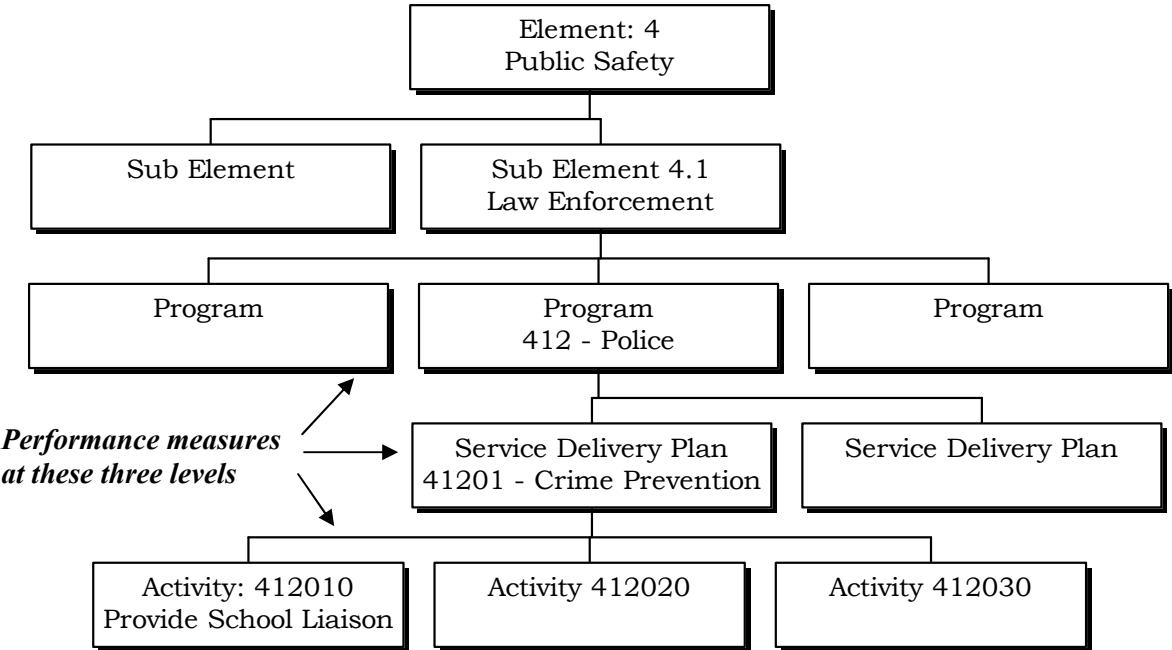 Element: 4
Public Safety
Sub Element
Sub Element 4.1
Law Enforcement
Program
Program
412 - Police
Program
Performance measures
at these three levels
Service Delivery Plan
41201 - Crime Prevention
Service Delivery Plan
Activity: 412010
Provide School Liaison
Activity 412020
Activity 412030